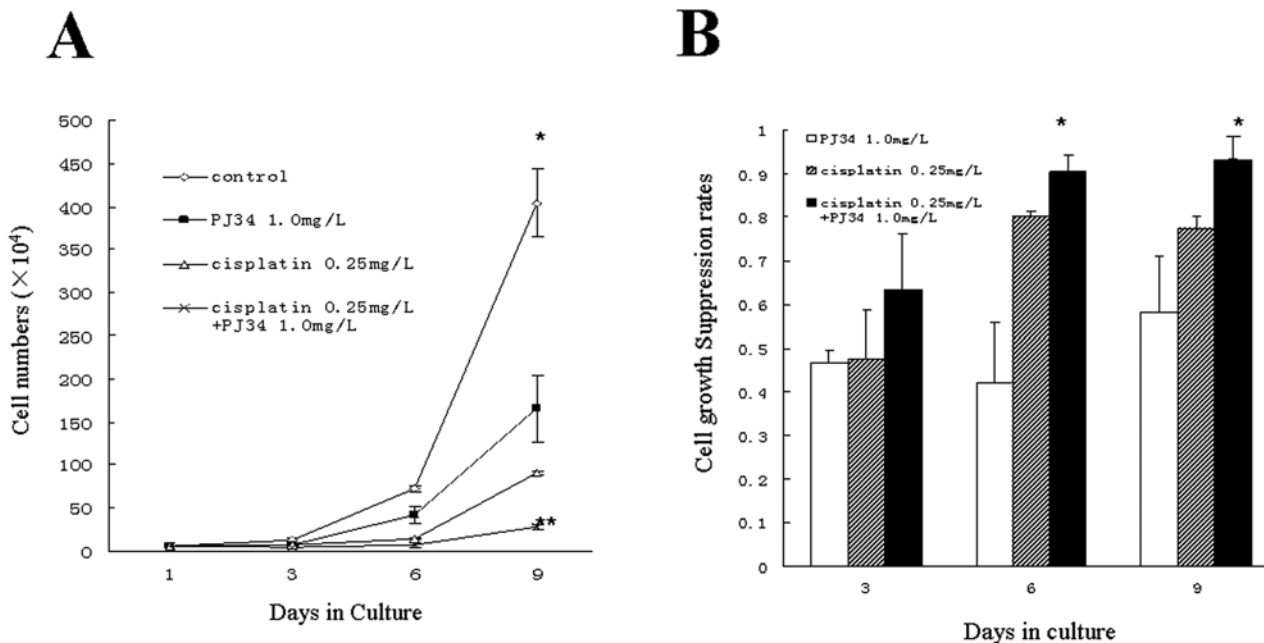 A
500
450
400
350
300
250
200
150
100
50
0
Cell numbers (×10⁴)
control
PJ34 1.0mg/L
cisplatin 0.25mg/L
cisplatin 0.25mg/L
+PJ34 1.0mg/L
*
**
1 3 6 9
Days in Culture
B
1
0.9
0.8
0.7
0.6
0.5
0.4
0.3
0.2
0.1
0
Cell growth Suppression rates
PJ34 1.0mg/L
cisplatin 0.25mg/L
cisplatin 0.25mg/L
+PJ34 1.0mg/L
* *
3 6 9
Days in culture